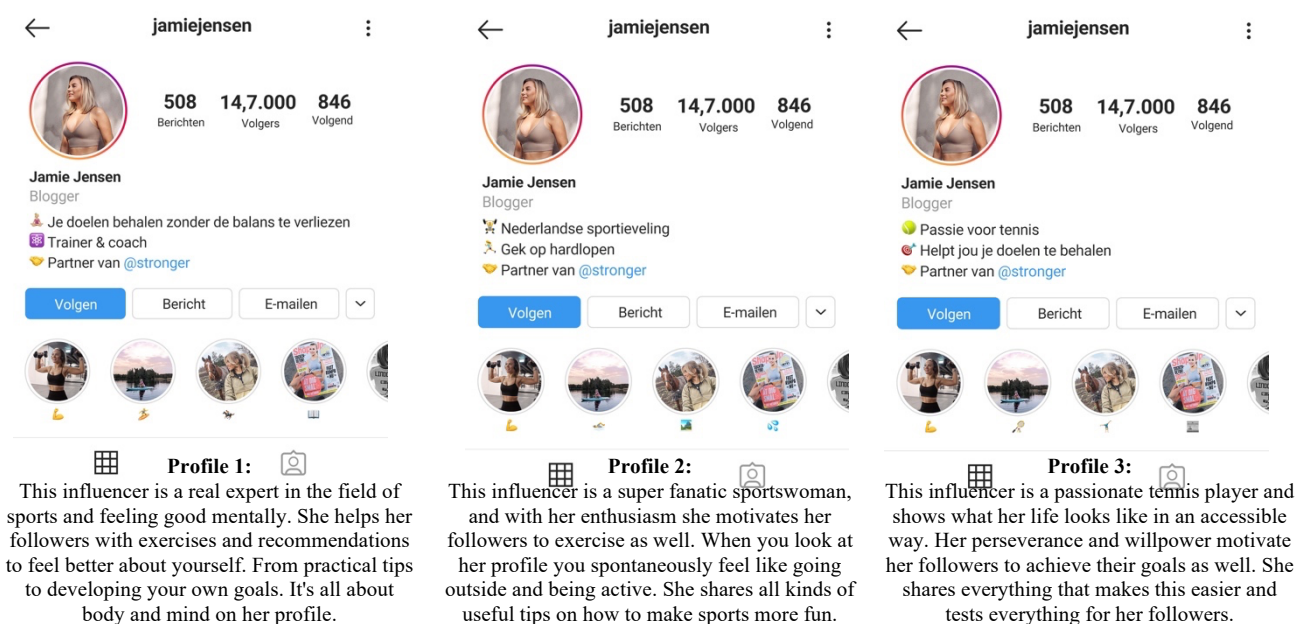 jamiejensen
508 14,7.000 846
Berichten Volgers Volgend
Jamie Jensen
Blogger
Je doelen behalen zonder de balans te verliezen
Trainer & coach
Partner van @stronger
Volgen Bericht E-mailen
Profile 1:
This influencer is a real expert in the field of
sports and feeling good mentally. She helps her
followers with exercises and recommendations
to feel better about yourself. From practical tips
to developing your own goals. It's all about
body and mind on her profile.
jamiejensen
508 14,7.000 846
Berichten Volgers Volgend
Jamie Jensen
Blogger
Nederlandse sportieveling
Gek op hardlopen
Partner van @stronger
Volgen Bericht E-mailen
Profile 2:
This influencer is a super fanatic sportswoman,
and with her enthusiasm she motivates her
followers to exercise as well. When you look at
her profile you spontaneously feel like going
outside and being active. She shares all kinds of
useful tips on how to make sports more fun.
jamiejensen
508 14,7.000 846
Berichten Volgers Volgend
Jamie Jensen
Blogger
Passie voor tennis
Helpt jou je doelen te behalen
Partner van @stronger
Volgen Bericht E-mailen
Profile 3:
This influencer is a passionate tennis player and
shows what her life looks like in an accessible
way. Her perseverance and willpower motivate
her followers to achieve their goals as well. She
shares everything that makes this easier and
tests everything for her followers.